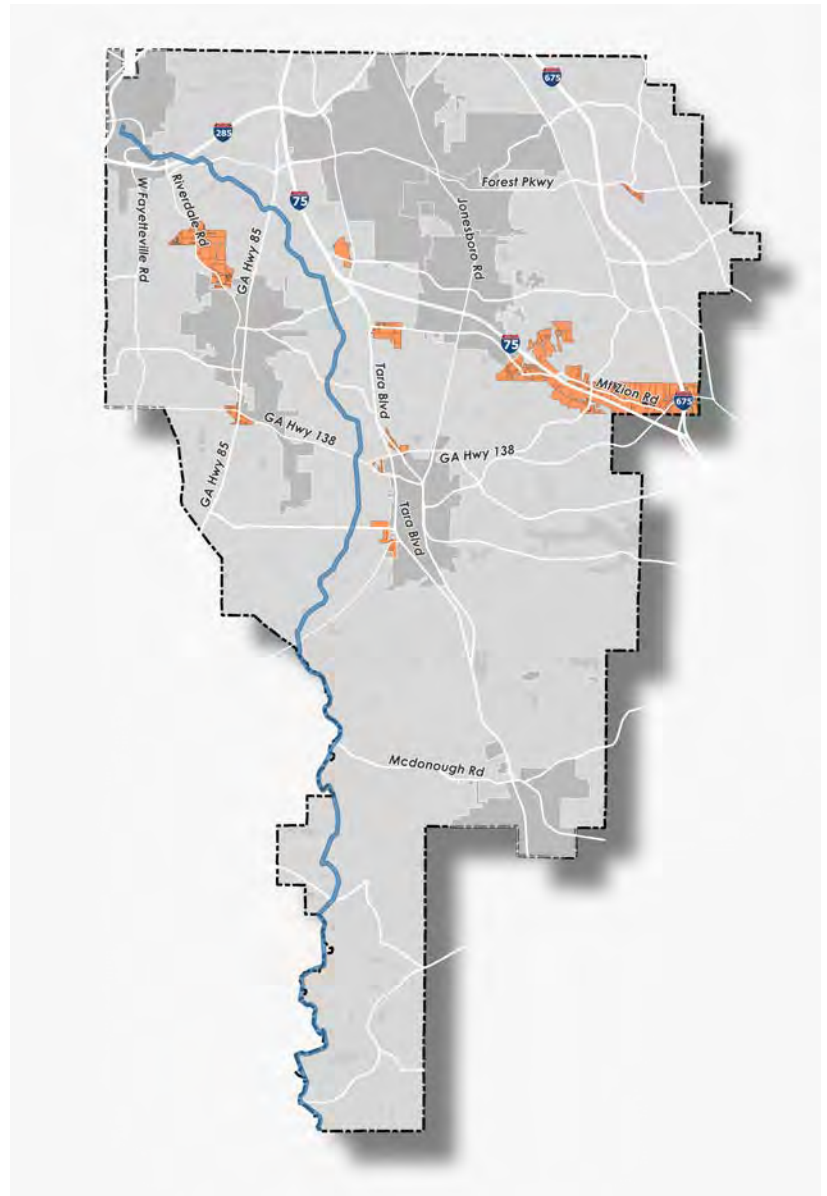 675
285
Forest Pkwy
W Fayetteville Rd
Riverdale Rd
75
Jonesboro Rd
GA Hwy 85
75
Tara Blvd
Mt Zion Rd
675
GA Hwy 138
GA Hwy 138
GA Hwy 85
Tara Blvd
Mcdonough Rd